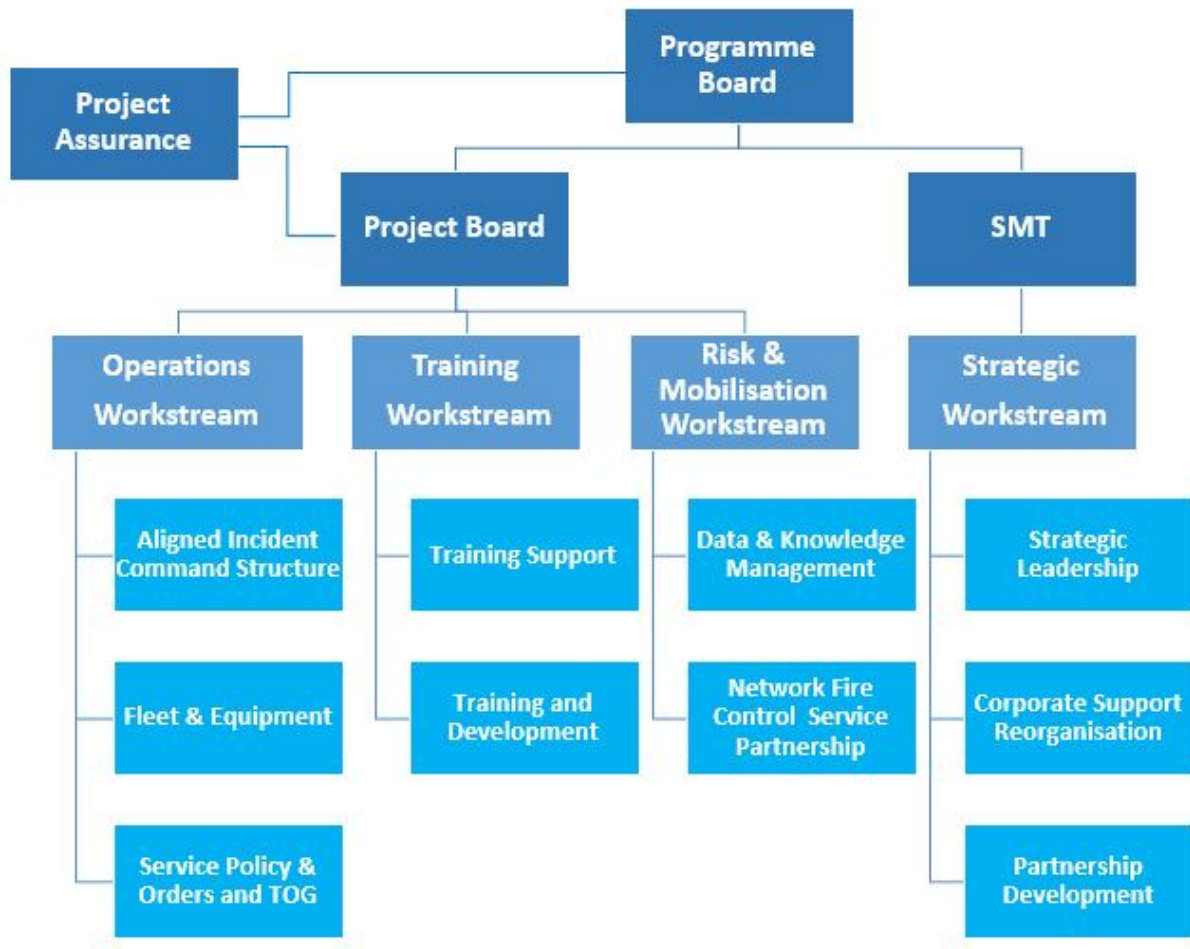 Programme
Board
Project
Assurance
Project Board
SMT
Operations
Workstream
Training
Workstream
Risk &
Mobilisation
Workstream
Strategic
Workstream
Aligned Incident
Command Structure
Training Support
Data & Knowledge
Management
Strategic
Leadership
Fleet & Equipment
Training and
Development
Network Fire
Control Service
Partnership
Corporate Support
Reorganisation
Service Policy &
Orders and TOG
Partnership
Development